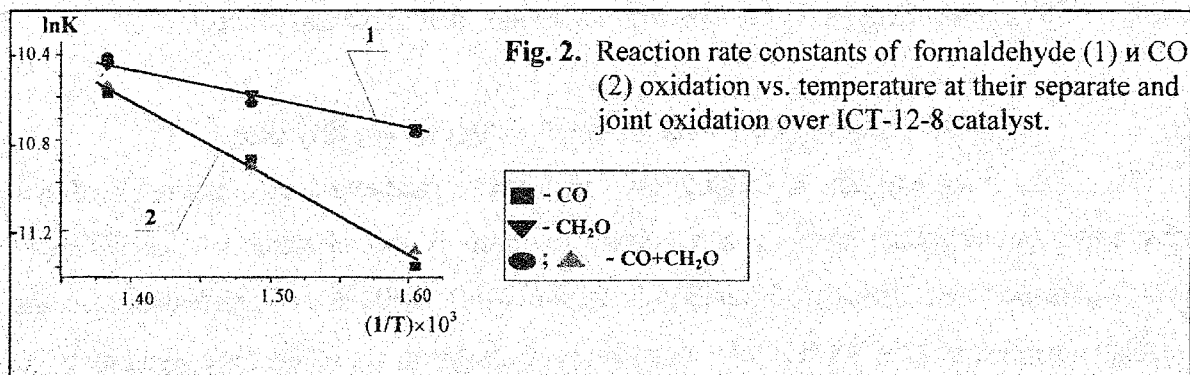 lnK
10.4
10.8
11.2
1
2
1.40 1.50 1.60
(1/T)×10³
Fig. 2. Reaction rate constants of formaldehyde (1) и CO
(2) oxidation vs. temperature at their separate and
joint oxidation over ICT-12-8 catalyst.
- CO
- CH₂O
; - CO+CH₂O